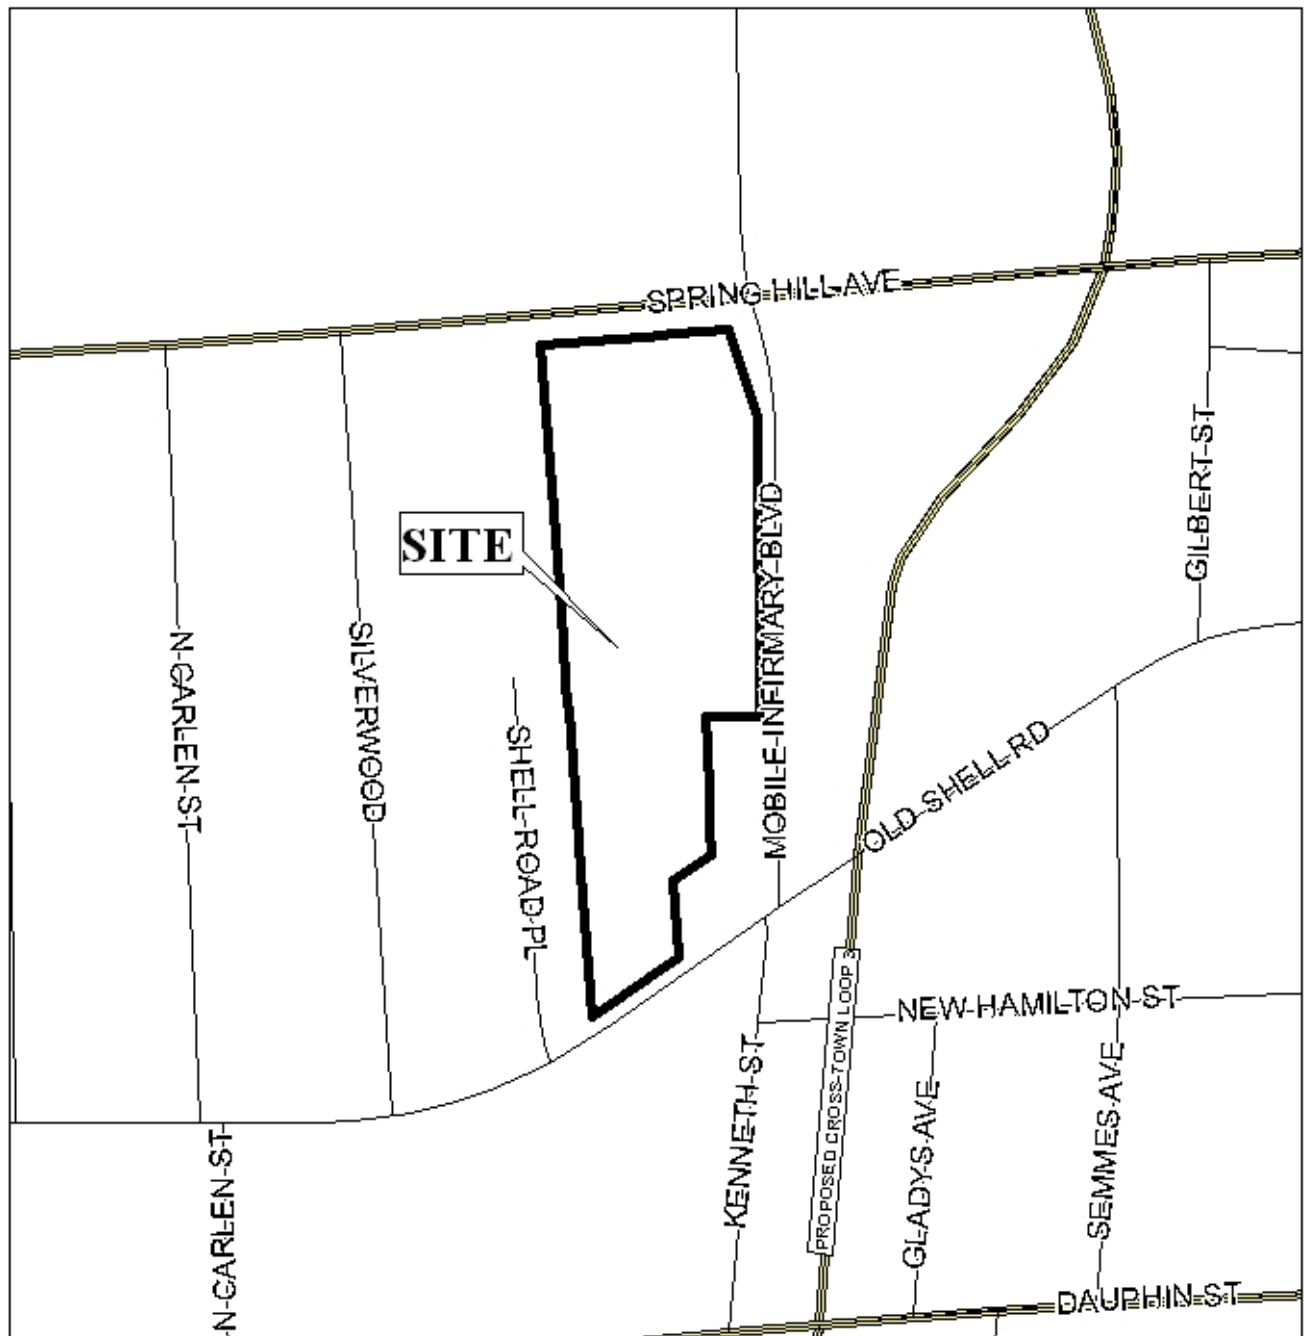 SPRING HILL AVE
GILBERT ST
SITE
MOBILE INFIRMARY BLVD
N CARLEN ST
SILVERWOOD
SHELL ROAD PL
OLD SHELL RD
NEW HAMILTON ST
PROPOSED CROSS-TOWN LOOP 3
KENNETH ST
GLADYS AVE
SEMMES AVE
N CARLEN ST
DAUPHIN ST